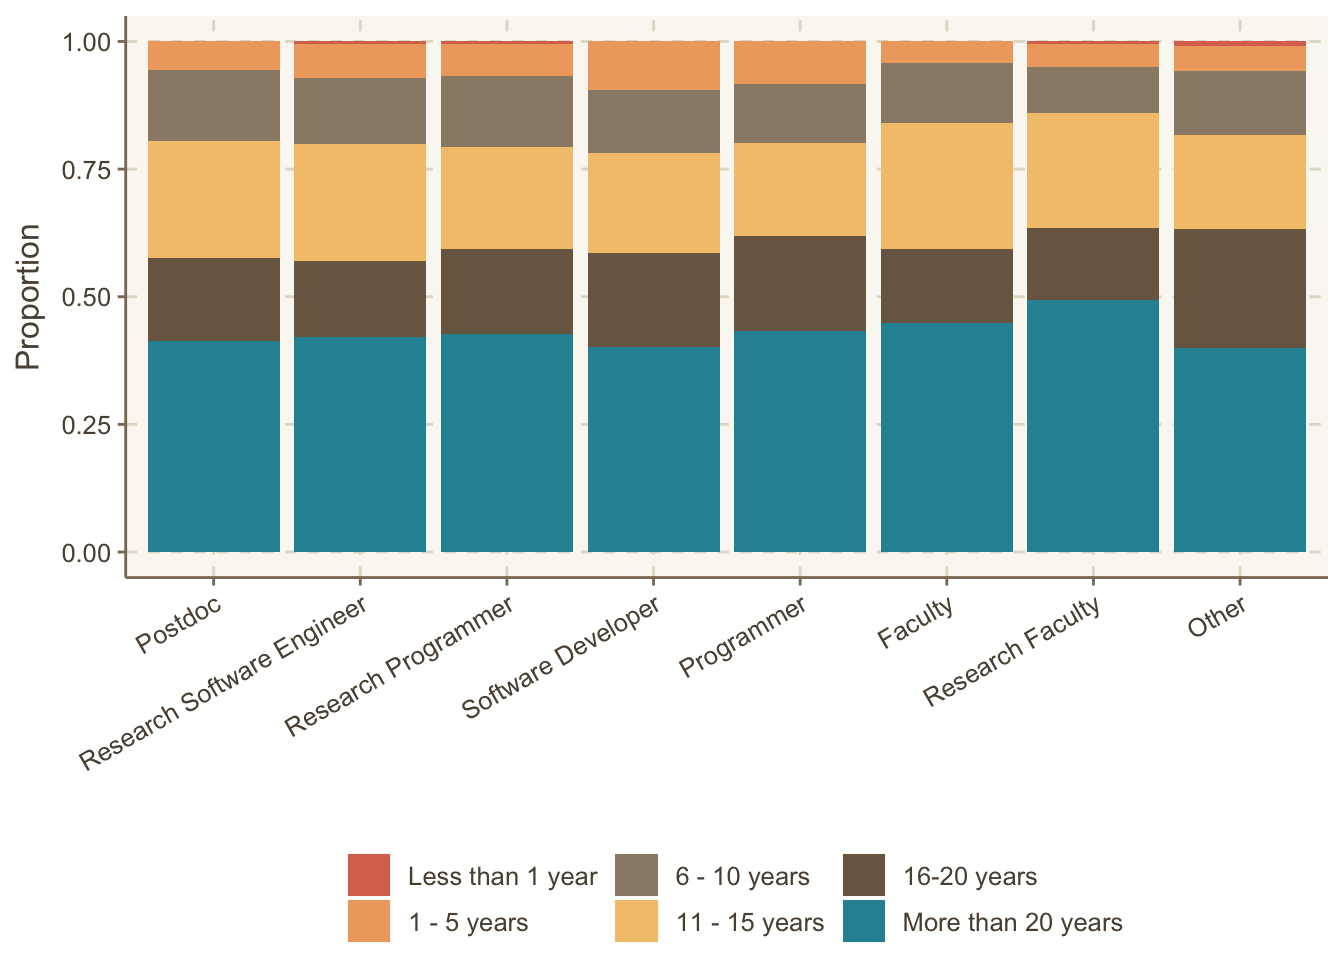 1.00
0.75
0.50
0.25
0.00
Proportion
Postdoc
Research Software Engineer
Research Programmer
Software Developer
Programmer
Faculty
Research Faculty
Other
Less than 1 year
6 - 10 years
16-20 years
1 - 5 years
11 - 15 years
More than 20 years